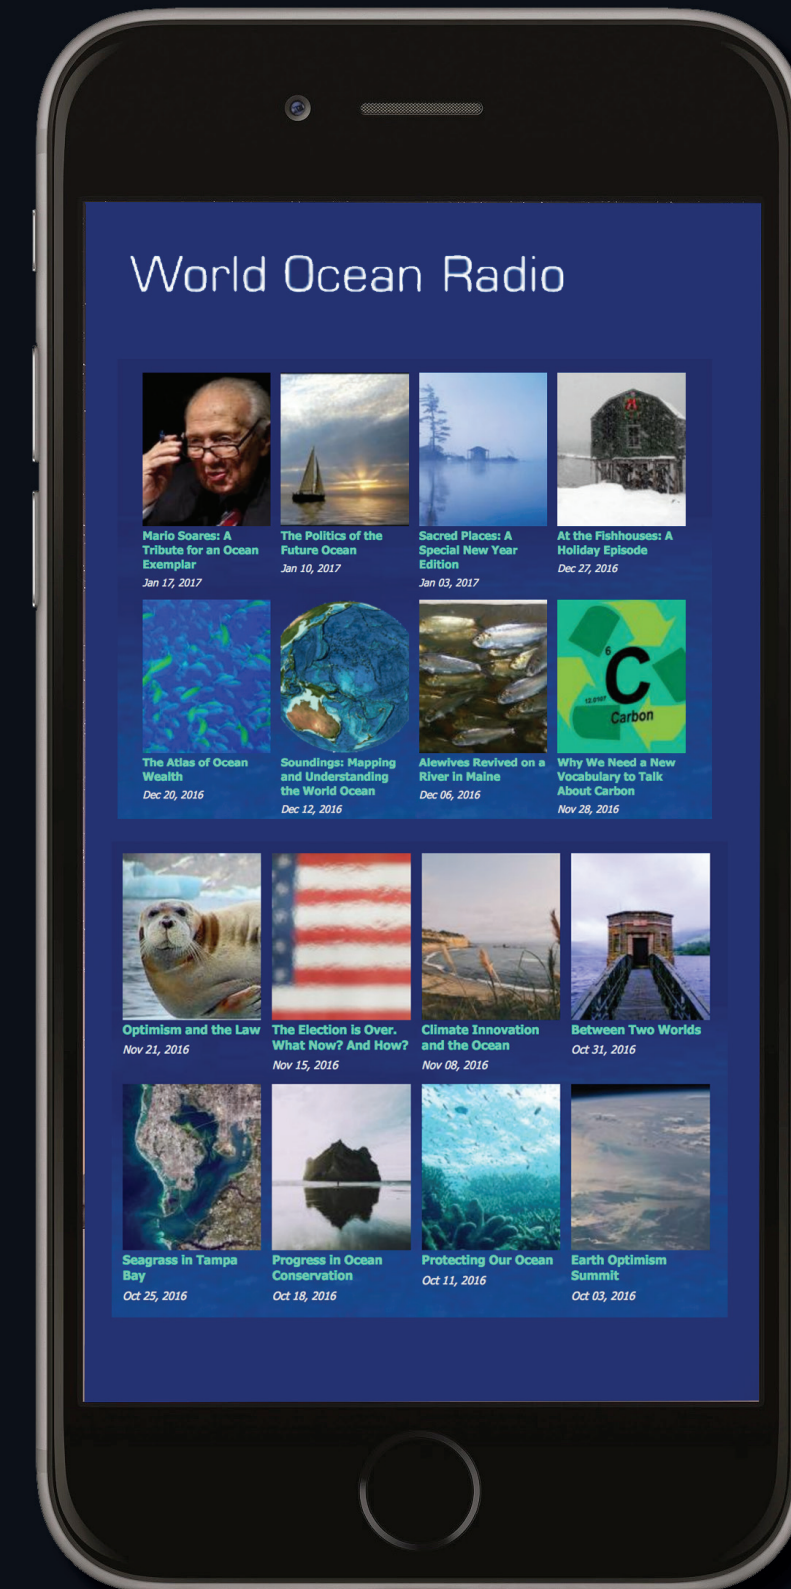 World Ocean Radio
Mario Soares: A
Tribute for an Ocean
Exemplar
Jan 17, 2017
The Politics of the
Future Ocean
Jan 10, 2017
Sacred Places: A
Special New Year
Edition
Jan 03, 2017
At the Fishhouses: A
Holiday Episode
Dec 27, 2016
6
C
12.0107
Carbon
The Atlas of Ocean
Wealth
Dec 20, 2016
Soundings: Mapping
and Understanding
the World Ocean
Dec 12, 2016
Alewives Revived on a
River in Maine
Dec 06, 2016
Why We Need a New
Vocabulary to Talk
About Carbon
Nov 28, 2016
Optimism and the Law
Nov 21, 2016
The Election is Over.
What Now? And How?
Nov 15, 2016
Climate Innovation
and the Ocean
Nov 08, 2016
Between Two Worlds
Oct 31, 2016
Seagrass in Tampa
Bay
Oct 25, 2016
Progress in Ocean
Conservation
Oct 18, 2016
Protecting Our Ocean
Oct 11, 2016
Earth Optimism
Summit
Oct 03, 2016